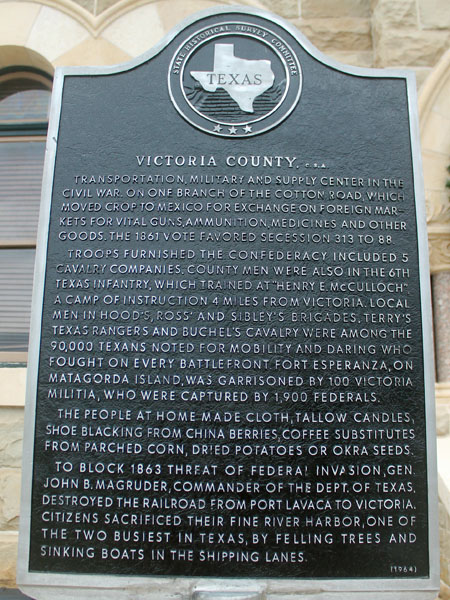 STATE HISTORICAL SURVEY COMMITTEE
TEXAS
VICTORIA COUNTY, C.S.A.
TRANSPORTATION, MILITARY AND SUPPLY CENTER IN THE
CIVIL WAR. ON ONE BRANCH OF THE COTTON ROAD, WHICH
MOVED CROP TO MEXICO FOR EXCHANGE ON FOREIGN MAR-
KETS FOR VITAL GUNS, AMMUNITION, MEDICINES AND OTHER
GOODS. THE 1861 VOTE FAVORED SECESSION 313 TO 88.
TROOPS FURNISHED THE CONFEDERACY INCLUDED 5
CAVALRY COMPANIES. COUNTY MEN WERE ALSO IN THE 6TH
TEXAS INFANTRY, WHICH TRAINED AT "HENRY E. McCULLOCH"
A CAMP OF INSTRUCTION 4 MILES FROM VICTORIA. LOCAL
MEN IN HOOD'S, ROSS' AND SIBLEY'S BRIGADES, TERRY'S
TEXAS RANGERS AND BUCHEL'S CAVALRY WERE AMONG THE
90,000 TEXANS NOTED FOR MOBILITY AND DARING WHO
FOUGHT ON EVERY BATTLEFRONT. FORT ESPERANZA, ON
MATAGORDA ISLAND, WAS GARRISONED BY 100 VICTORIA
MILITIA, WHO WERE CAPTURED BY 1,900 FEDERALS.
THE PEOPLE AT HOME MADE CLOTH, TALLOW CANDLES,
SHOE BLACKING FROM CHINA BERRIES, COFFEE SUBSTITUTES
FROM PARCHED CORN, DRIED POTATOES OR OKRA SEEDS.
TO BLOCK 1863 THREAT OF FEDERAL INVASION, GEN.
JOHN B. MAGRUDER, COMMANDER OF THE DEPT. OF TEXAS,
DESTROYED THE RAILROAD FROM PORT LAVACA TO VICTORIA.
CITIZENS SACRIFICED THEIR FINE RIVER HARBOR, ONE OF
THE TWO BUSIEST IN TEXAS, BY FELLING TREES AND
SINKING BOATS IN THE SHIPPING LANES.
(1964)